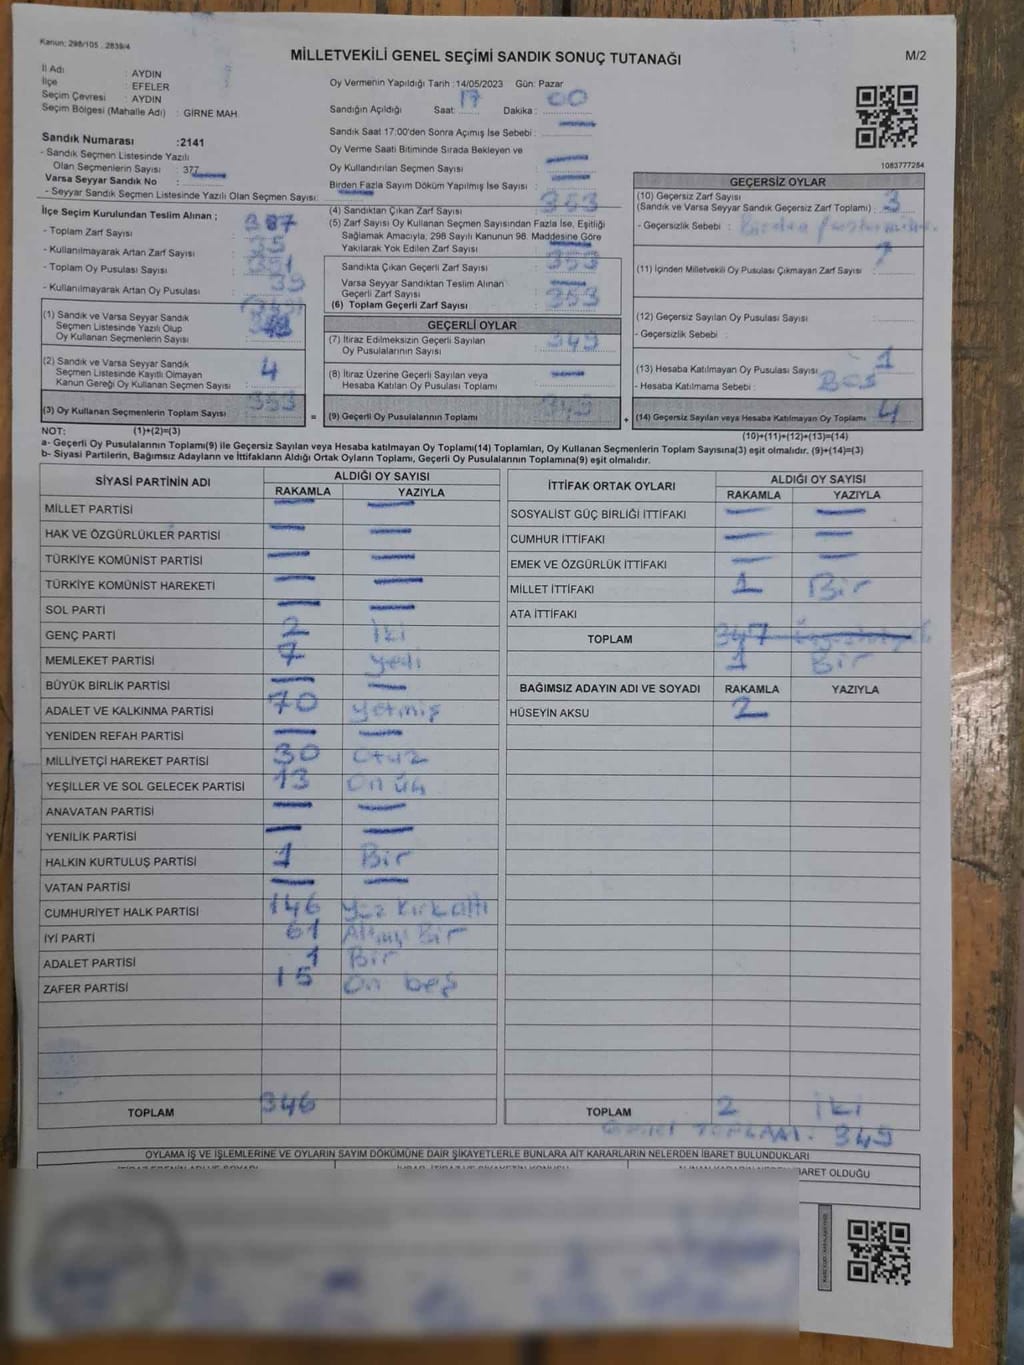 Kanun: 298/105 , 2839/4
MİLLETVEKİLİ GENEL SEÇİMİ SANDIK SONUÇ TUTANAĞI
M/2
İl Adı : AYDIN
İlçe : EFELER
Seçim Çevresi : AYDIN
Seçim Bölgesi (Mahalle Adı) : GİRNE MAH.
Sandık Numarası :2141
- Sandık Seçmen Listesinde Yazılı
Olan Seçmenlerin Sayısı : 377
Varsa Seyyar Sandık No :
- Seyyar Sandık Seçmen Listesinde Yazılı Olan Seçmen Sayısı:
Oy Vermenin Yapıldığı Tarih :14/05/2023 Gün: Pazar
Sandığın Açıldığı Saat: 17 Dakika : 00
Sandık Saat 17:00'den Sonra Açımış İse Sebebi :
Oy Verme Saati Bitiminde Sırada Bekleyen ve
Oy Kullandırılan Seçmen Sayısı
Birden Fazla Sayım Döküm Yapılmış İse Sayısı
1083777284
İlçe Seçim Kurulundan Teslim Alınan ;
- Toplam Zarf Sayısı
- Kullanılmayarak Artan Zarf Sayısı
- Toplam Oy Pusulası Sayısı
- Kullanılmayarak Artan Oy Pusulası
(1) Sandık ve Varsa Seyyar Sandık
Seçmen Listesinde Yazılı Olup
Oy Kullanan Seçmenlerin Sayısı
(2) Sandık ve Varsa Seyyar Sandık
Seçmen Listesinde Kayıtlı Olmayan
Kanun Gereği Oy Kullanan Seçmen Sayısı 4
(3) Oy Kullanan Seçmenlerin Toplam Sayısı 353
(4) Sandıktan Çıkan Zarf Sayısı 353
(5) Zarf Sayısı Oy Kullanan Seçmen Sayısından Fazla İse, Eşitliği
Sağlamak Amacıyla, 298 Sayılı Kanunun 98. Maddesine Göre
Yakılarak Yok Edilen Zarf Sayısı
Sandıkta Çıkan Geçerli Zarf Sayısı 353
Varsa Seyyar Sandıktan Teslim Alınan
Geçerli Zarf Sayısı
(6) Toplam Geçerli Zarf Sayısı 353
GEÇERLİ OYLAR
(7) İtiraz Edilmeksizin Geçerli Sayılan
Oy Pusulalarının Sayısı 349
(8) İtiraz Üzerine Geçerli Sayılan veya
Hesaba Katılan Oy Pusulası Toplamı
= (9) Geçerli Oy Pusulalarının Toplamı 349
GEÇERSİZ OYLAR
(10) Geçersiz Zarf Sayısı
(Sandık ve Varsa Seyyar Sandık Geçersiz Zarf Toplamı) : 3
- Geçersizlik Sebebi :
(11) İçinden Milletvekili Oy Pusulası Çıkmayan Zarf Sayısı
(12) Geçersiz Sayılan Oy Pusulası Sayısı
- Geçersizlik Sebebi :
(13) Hesaba Katılmayan Oy Pusulası Sayısı 1
- Hesaba Katılmama Sebebi : Boş
+ (14) Geçersiz Sayılan veya Hesaba Katılmayan Oy Toplamı 4
NOT: (1)+(2)=(3)
(10)+(11)+(12)+(13)=(14)
a- Geçerli Oy Pusulalarının Toplamı(9) ile Geçersiz Sayılan veya Hesaba katılmayan Oy Toplamı(14) Toplamları, Oy Kullanan Seçmenlerin Toplam Sayısına(3) eşit olmalıdır. (9)+(14)=(3)
b- Siyasi Partilerin, Bağımsız Adayların ve İttifakların Aldığı Ortak Oyların Toplamı, Geçerli Oy Pusulalarının Toplamına(9) eşit olmalıdır.
SİYASİ PARTİNİN ADI ALDIĞI OY SAYISI
RAKAMLA YAZIYLA
MİLLET PARTİSİ
HAK VE ÖZGÜRLÜKLER PARTİSİ
TÜRKİYE KOMÜNİST PARTİSİ
TÜRKİYE KOMÜNİST HAREKETİ
SOL PARTİ
GENÇ PARTİ 2 İki
MEMLEKET PARTİSİ 7 yedi
BÜYÜK BİRLİK PARTİSİ
ADALET VE KALKINMA PARTİSİ 70 yetmiş
YENİDEN REFAH PARTİSİ
MİLLİYETÇİ HAREKET PARTİSİ 30 Otuz
YEŞİLLER VE SOL GELECEK PARTİSİ 13 On üç
ANAVATAN PARTİSİ
YENİLİK PARTİSİ
HALKIN KURTULUŞ PARTİSİ 1 Bir
VATAN PARTİSİ
CUMHURİYET HALK PARTİSİ 146 yüz kırkaltı
İYİ PARTİ 61 Altmış Bir
ADALET PARTİSİ 1 Bir
ZAFER PARTİSİ 15 On beş
TOPLAM 346
İTTİFAK ORTAK OYLARI ALDIĞI OY SAYISI
RAKAMLA YAZIYLA
SOSYALİST GÜÇ BİRLİĞİ İTTİFAKI
CUMHUR İTTİFAKI
EMEK VE ÖZGÜRLÜK İTTİFAKI
MİLLET İTTİFAKI 1 Bir
ATA İTTİFAKI
TOPLAM 347
1 Bir
BAĞIMSIZ ADAYIN ADI VE SOYADI RAKAMLA YAZIYLA
HÜSEYİN AKSU 2
TOPLAM 2 iki
GENEL TOPLAM: 349
OYLAMA İŞ VE İŞLEMLERİNE VE OYLARIN SAYIM DÖKÜMÜNE DAİR ŞİKAYETLERLE BUNLARA AİT KARARLARIN NELERDEN İBARET BULUNDUKLARI
İBARET OLDUĞU